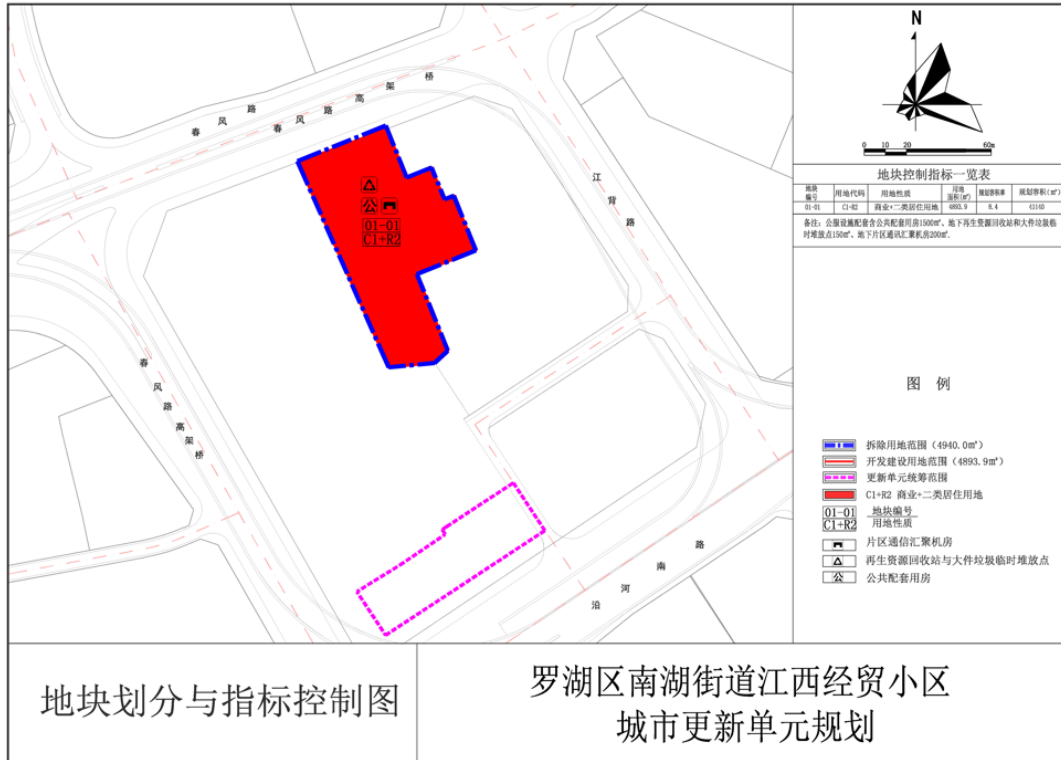 春风路
春风路高架桥
江背路
公
01-01
C1+R2
春风路高架桥
沿河南路
N
0 10 20 60m
地块控制指标一览表
地块编号 用地代码 用地性质 用地面积(㎡) 规划容积率 规划容积(㎡)
01-01 C1+R2 商业+二类居住用地 4893.9 8.4 41140
备注：公服设施配套含公共配套用房1500㎡、地下再生资源回收站和大件垃圾临
时堆放点150㎡、地下片区通讯汇聚机房200㎡.
图 例
拆除用地范围（4940.0㎡）
开发建设用地范围（4893.9㎡）
更新单元统筹范围
C1+R2 商业+二类居住用地
01-01 地块编号
C1+R2 用地性质
片区通信汇聚机房
再生资源回收站与大件垃圾临时堆放点
公 公共配套用房
地块划分与指标控制图
罗湖区南湖街道江西经贸小区
城市更新单元规划